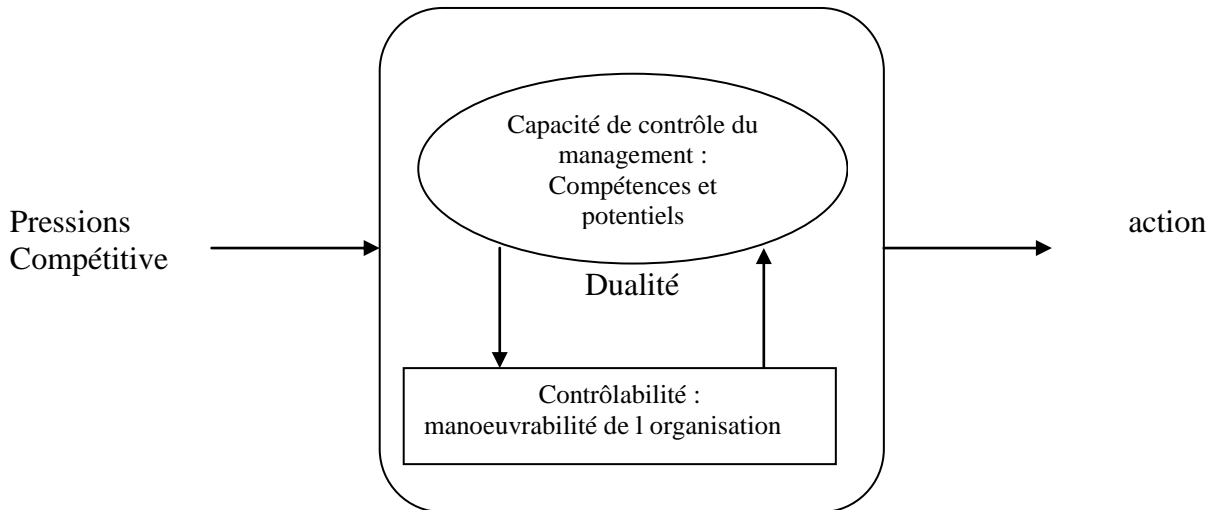 Capacité de contrôle du
management :
Compétences et
potentiels
Pressions
Compétitive
action
Dualité
Contrôlabilité :
manoeuvrabilité de l organisation